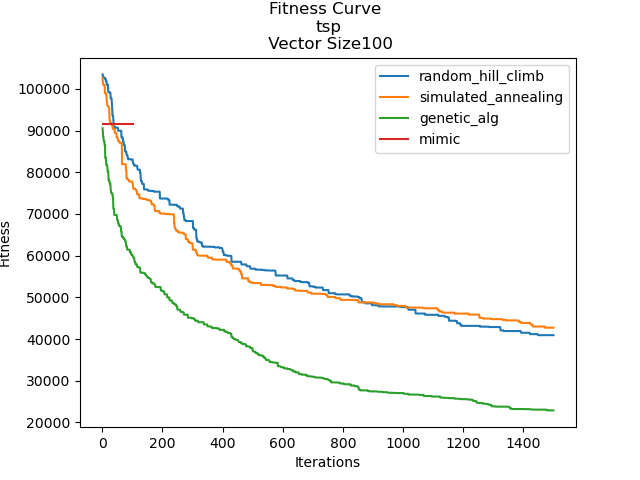 Fitness Curve
tsp
Vector Size100
random_hill_climb
simulated_annealing
genetic_alg
mimic
100000
90000
80000
70000
60000
50000
40000
30000
20000
Fitness
0 200 400 600 800 1000 1200 1400
Iterations